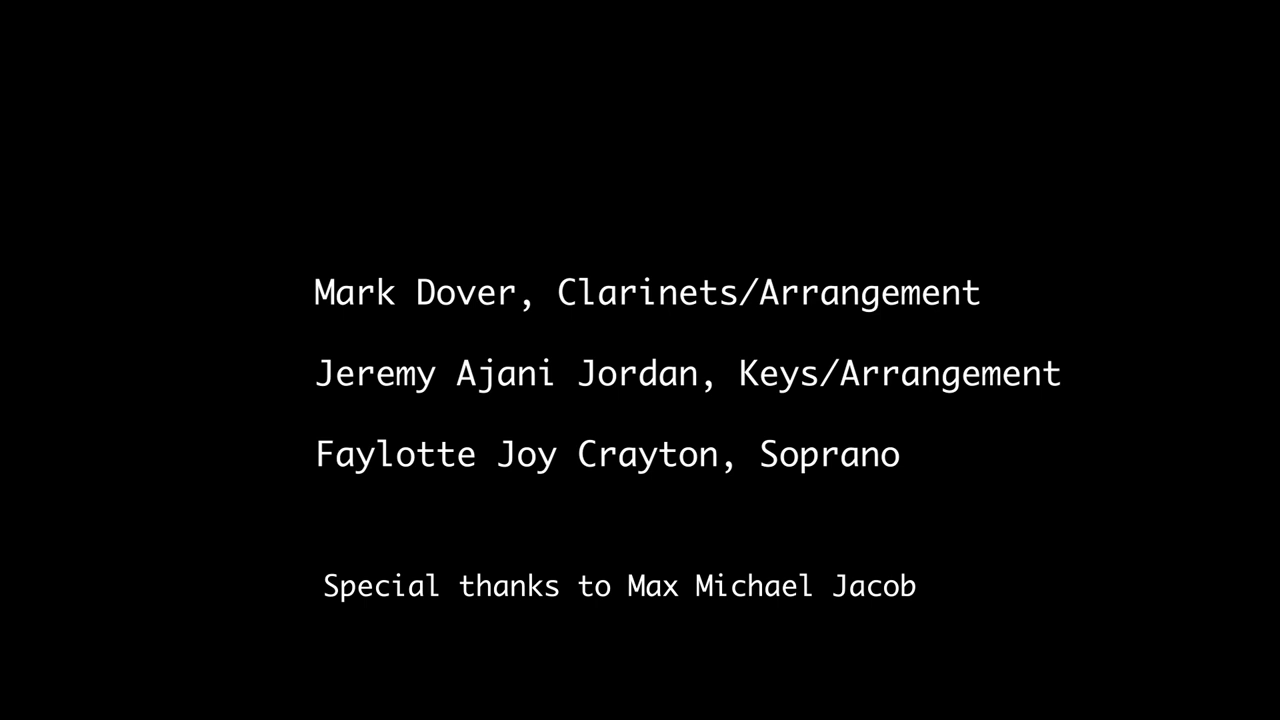 Mark Dover, Clarinets/Arrangement
Jeremy Ajani Jordan, Keys/Arrangement
Faylotte Joy Crayton, Soprano
Special thanks to Max Michael Jacob